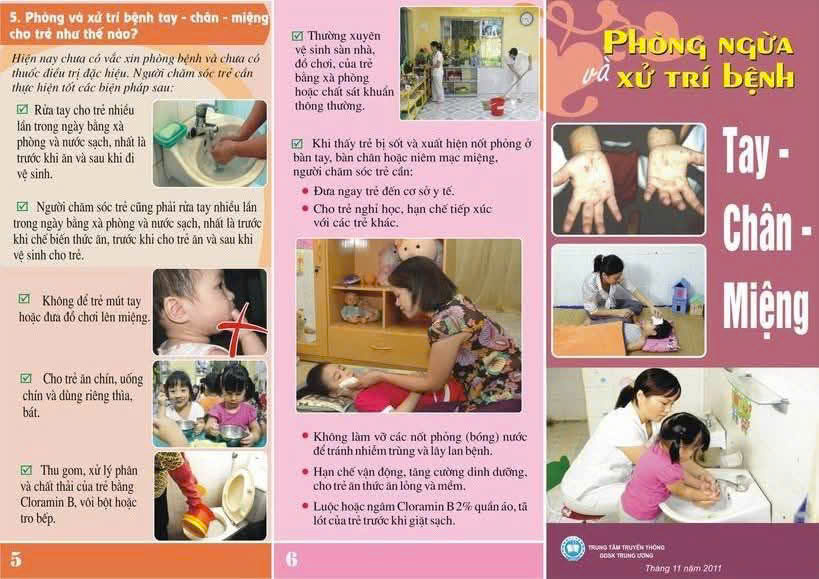 5. Phòng và xử trí bệnh tay - chân - miệng
cho trẻ như thế nào?
Hiện nay chưa có vắc xin phòng bệnh và chưa có
thuốc điều trị đặc hiệu. Người chăm sóc trẻ cần
thực hiện tốt các biện pháp sau:
Rửa tay cho trẻ nhiều
lần trong ngày bằng xà
phòng và nước sạch, nhất là
trước khi ăn và sau khi đi
vệ sinh.
Người chăm sóc trẻ cũng phải rửa tay nhiều lần
trong ngày bằng xà phòng và nước sạch, nhất là trước
khi chế biến thức ăn, trước khi cho trẻ ăn và sau khi
vệ sinh cho trẻ.
Không để trẻ mút tay
hoặc đưa đồ chơi lên miệng.
Cho trẻ ăn chín, uống
chín và dùng riêng thìa,
bát.
Thu gom, xử lý phân
và chất thải của trẻ bằng
Cloramin B, vôi bột hoặc
tro bếp.
5
Thường xuyên
vệ sinh sàn nhà,
đồ chơi, của trẻ
bằng xà phòng
hoặc chất sát khuẩn
thông thường.
Khi thấy trẻ bị sốt và xuất hiện nốt phỏng ở
bàn tay, bàn chân hoặc niêm mạc miệng,
người chăm sóc trẻ cần:
• Đưa ngay trẻ đến cơ sở y tế.
• Cho trẻ nghỉ học, hạn chế tiếp xúc
với các trẻ khác.
• Không làm vỡ các nốt phỏng (bóng) nước
để tránh nhiễm trùng và lây lan bệnh.
• Hạn chế vận động, tăng cường dinh dưỡng,
cho trẻ ăn thức ăn lỏng và mềm.
• Luộc hoặc ngâm Cloramin B 2% quần áo, tã
lót của trẻ trước khi giặt sạch.
6
PHÒNG NGỪA
và XỬ TRÍ BỆNH
Tay -
Chân -
Miệng
TRUNG TÂM TRUYỀN THÔNG
GDSK TRUNG ƯƠNG
Tháng 11 năm 2011